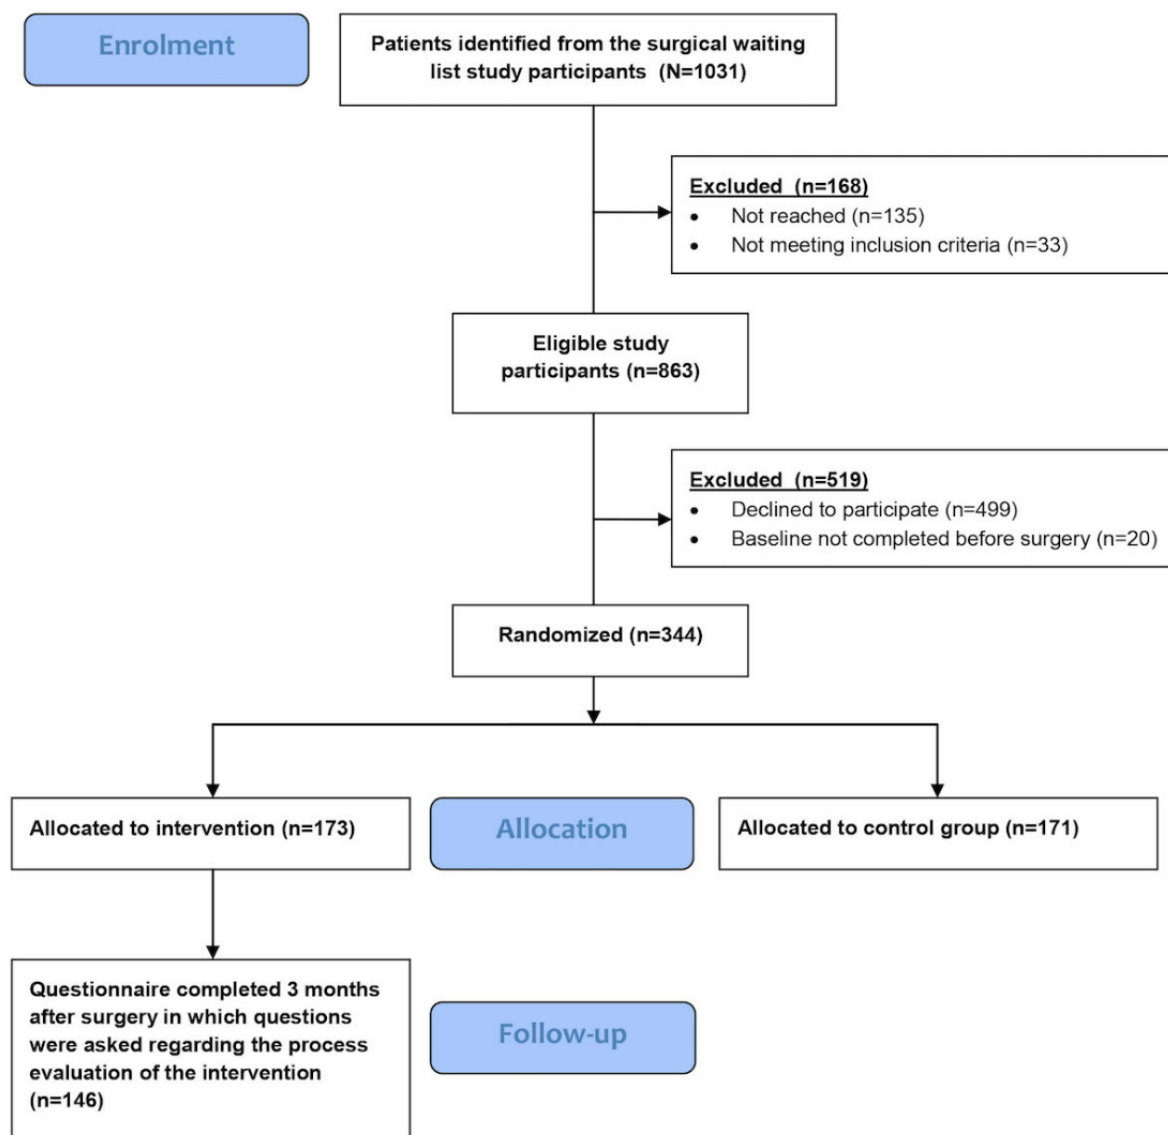 Enrolment
Patients identified from the surgical waiting
list study participants  (N=1031)
Excluded  (n=168)
• Not reached (n=135)
• Not meeting inclusion criteria (n=33)
Eligible study
participants (n=863)
Excluded  (n=519)
• Declined to participate (n=499)
• Baseline not completed before surgery (n=20)
Randomized (n=344)
Allocated to intervention (n=173)
Allocation
Allocated to control group (n=171)
Questionnaire completed 3 months
after surgery in which questions
were asked regarding the process
evaluation of the intervention
(n=146)
Follow-up